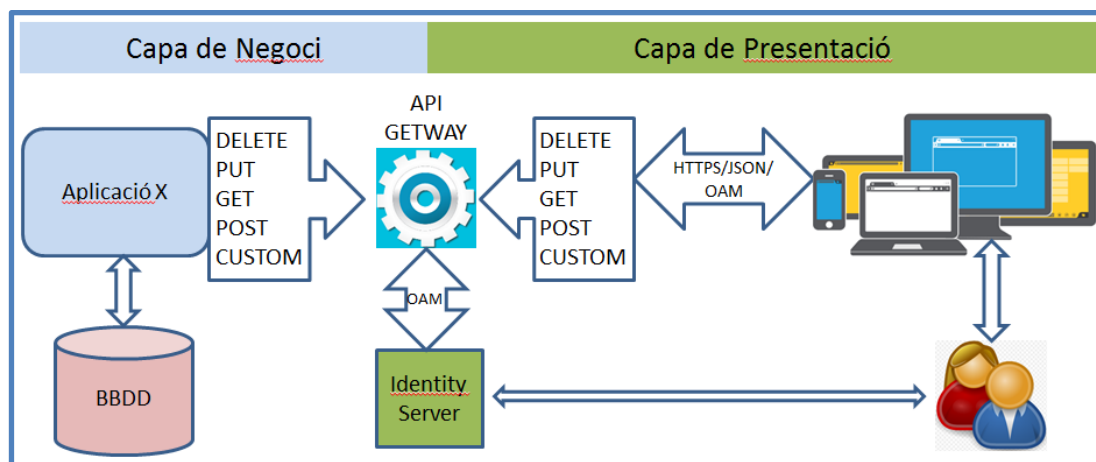 Capa de Negoci
Capa de Presentació
Aplicació X
DELETE
PUT
GET
POST
CUSTOM
API
GETWAY
DELETE
PUT
GET
POST
CUSTOM
HTTPS/JSON/
OAM
OAM
BBDD
Identity
Server